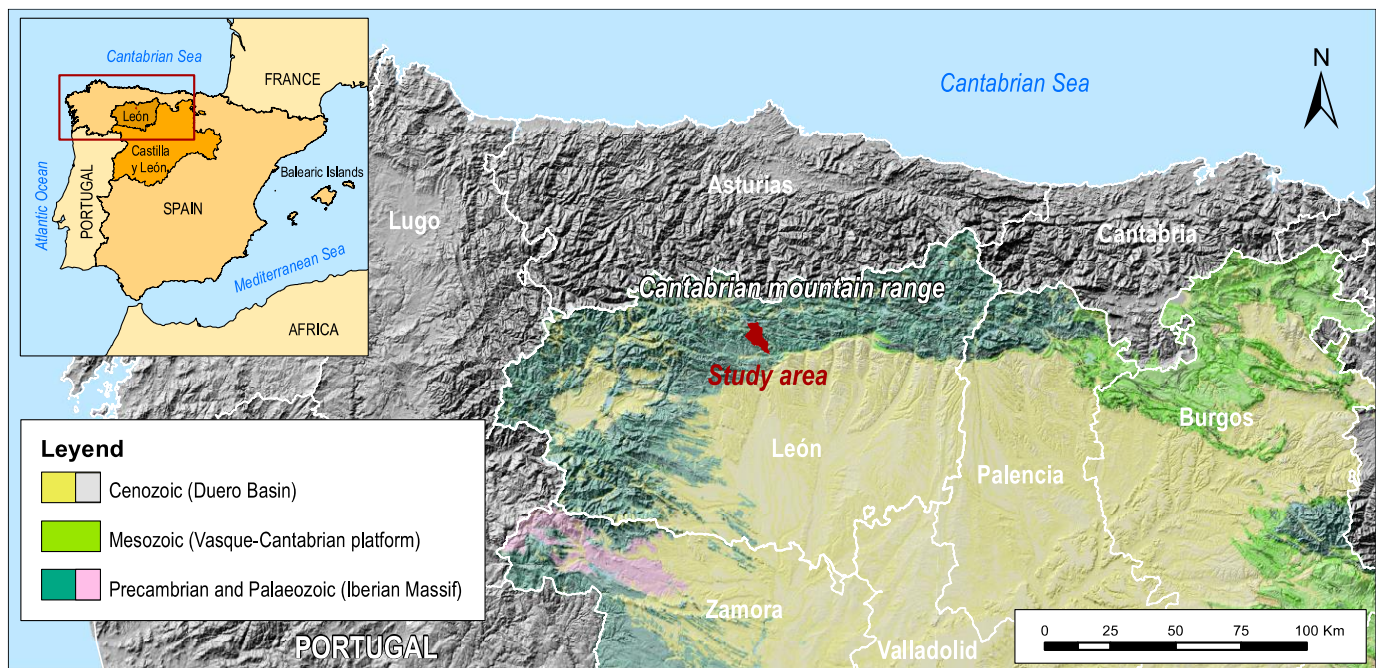 Cantabrian Sea
FRANCE
León
Castilla
y León
Balearic Islands
Atlantic Ocean
PORTUGAL
SPAIN
Mediterranean Sea
AFRICA
Cantabrian Sea
N
Asturias
Lugo
Cantabria
Cantabrian mountain range
Study area
Burgos
León
Palencia
Zamora
Valladolid
PORTUGAL
Leyend
Cenozoic (Duero Basin)
Mesozoic (Vasque-Cantabrian platform)
Precambrian and Palaeozoic (Iberian Massif)
0 25 50 75 100 Km